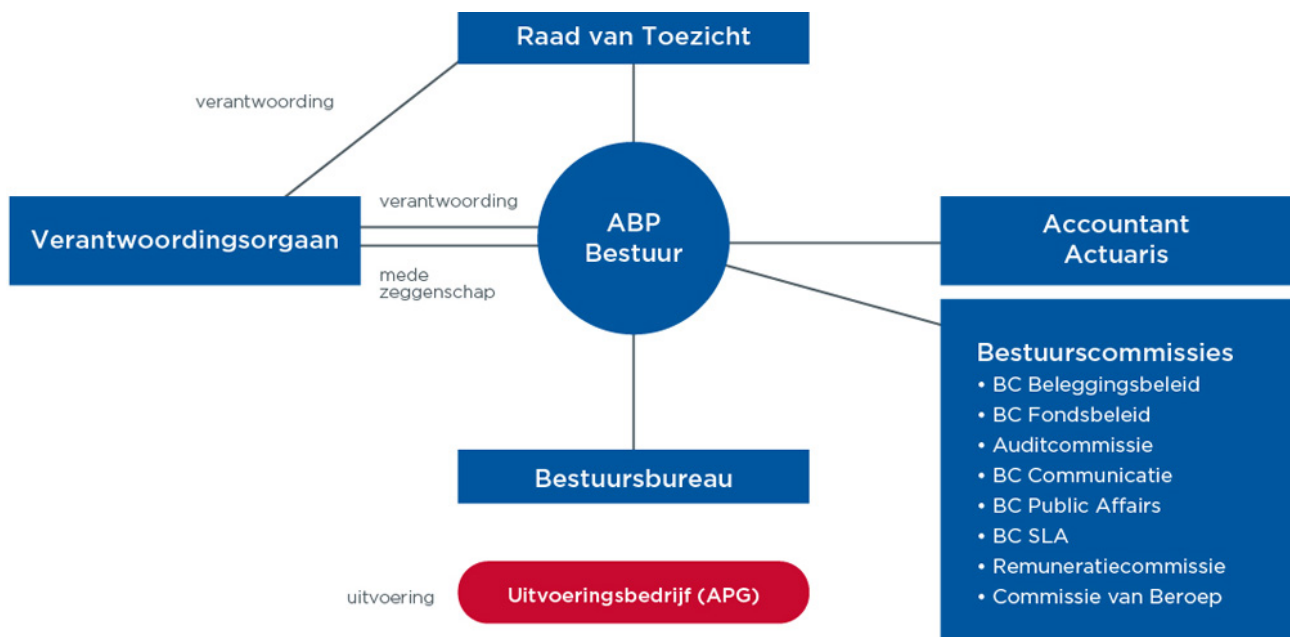 Raad van Toezicht
verantwoording
verantwoording
Verantwoordingsorgaan
mede
zeggenschap
ABP
Bestuur
Accountant
Actuaris
Bestuurscommissies
• BC Beleggingsbeleid
• BC Fondsbeleid
• Auditcommissie
• BC Communicatie
• BC Public Affairs
• BC SLA
• Remuneratiecommissie
• Commissie van Beroep
Bestuursbureau
uitvoering
Uitvoeringsbedrijf (APG)